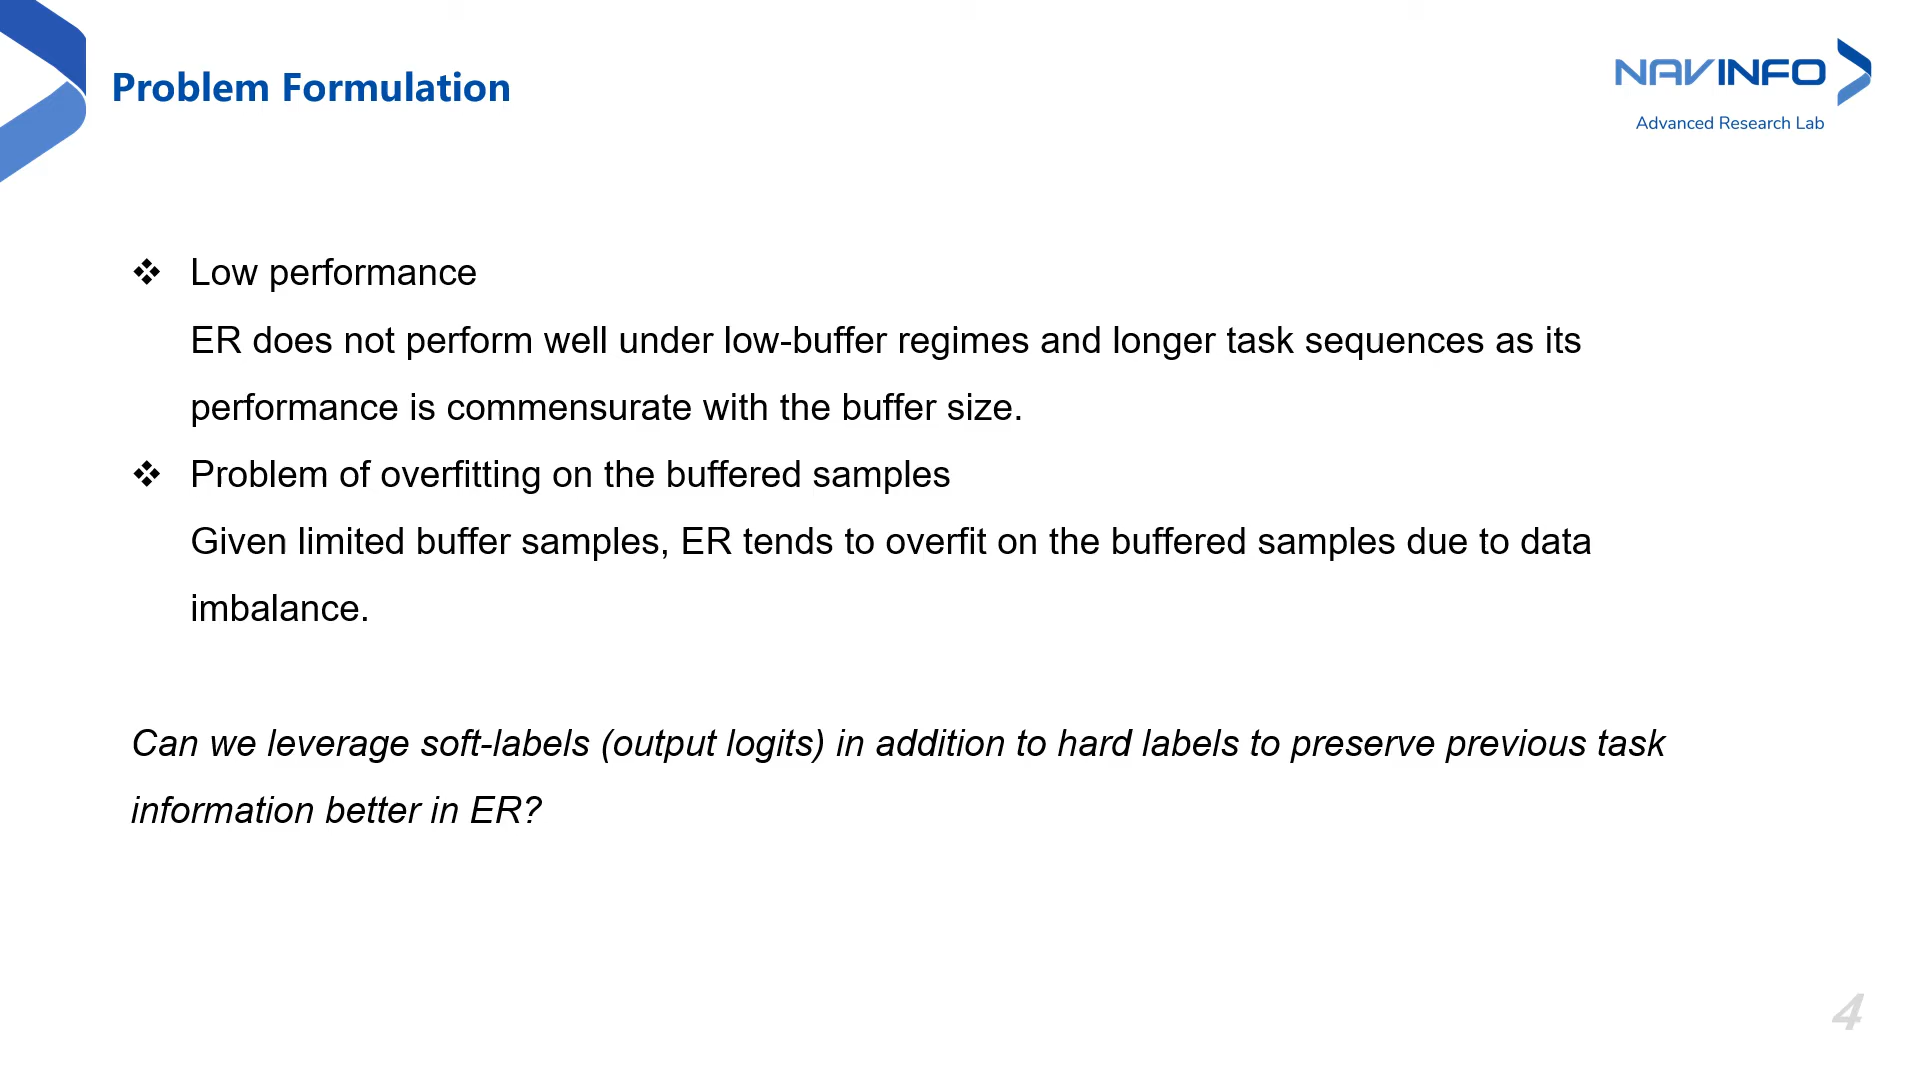 Problem Formulation
NAVINFO
Advanced Research Lab
❖ Low performance
ER does not perform well under low-buffer regimes and longer task sequences as its
performance is commensurate with the buffer size.
❖ Problem of overfitting on the buffered samples
Given limited buffer samples, ER tends to overfit on the buffered samples due to data
imbalance.
Can we leverage soft-labels (output logits) in addition to hard labels to preserve previous task
information better in ER?
4